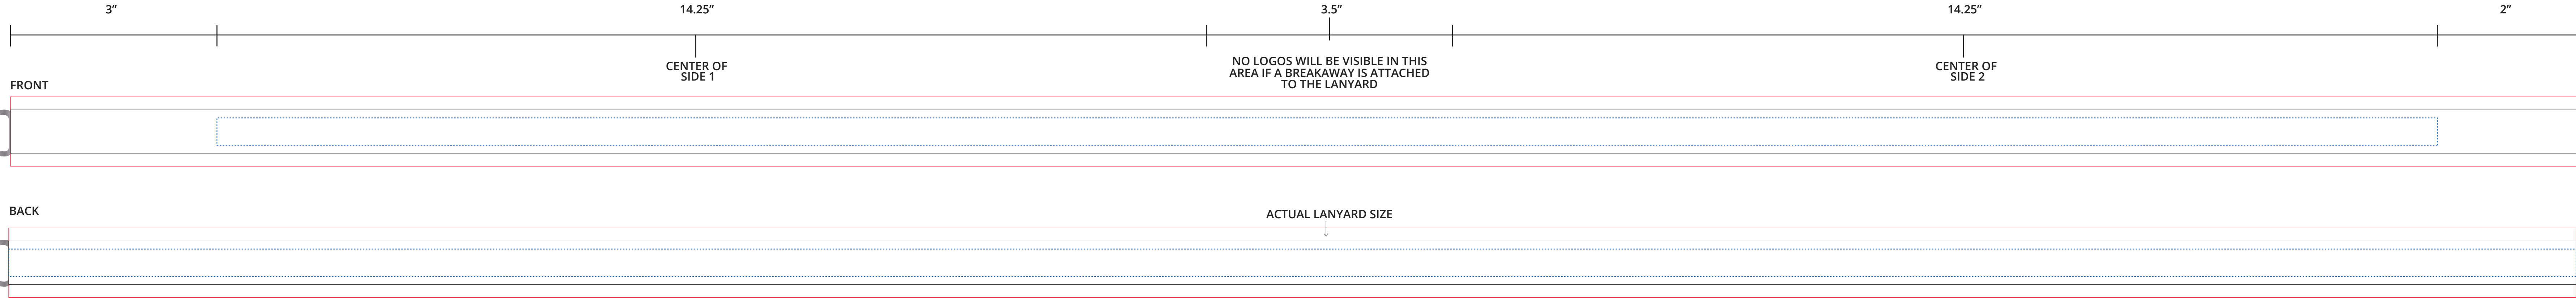 3”
14.25”
3.5”
14.25”
2”
CENTER OF
SIDE 1
NO LOGOS WILL BE VISIBLE IN THIS
AREA IF A BREAKAWAY IS ATTACHED
TO THE LANYARD
CENTER OF
SIDE 2
FRONT
BACK
ACTUAL LANYARD SIZE